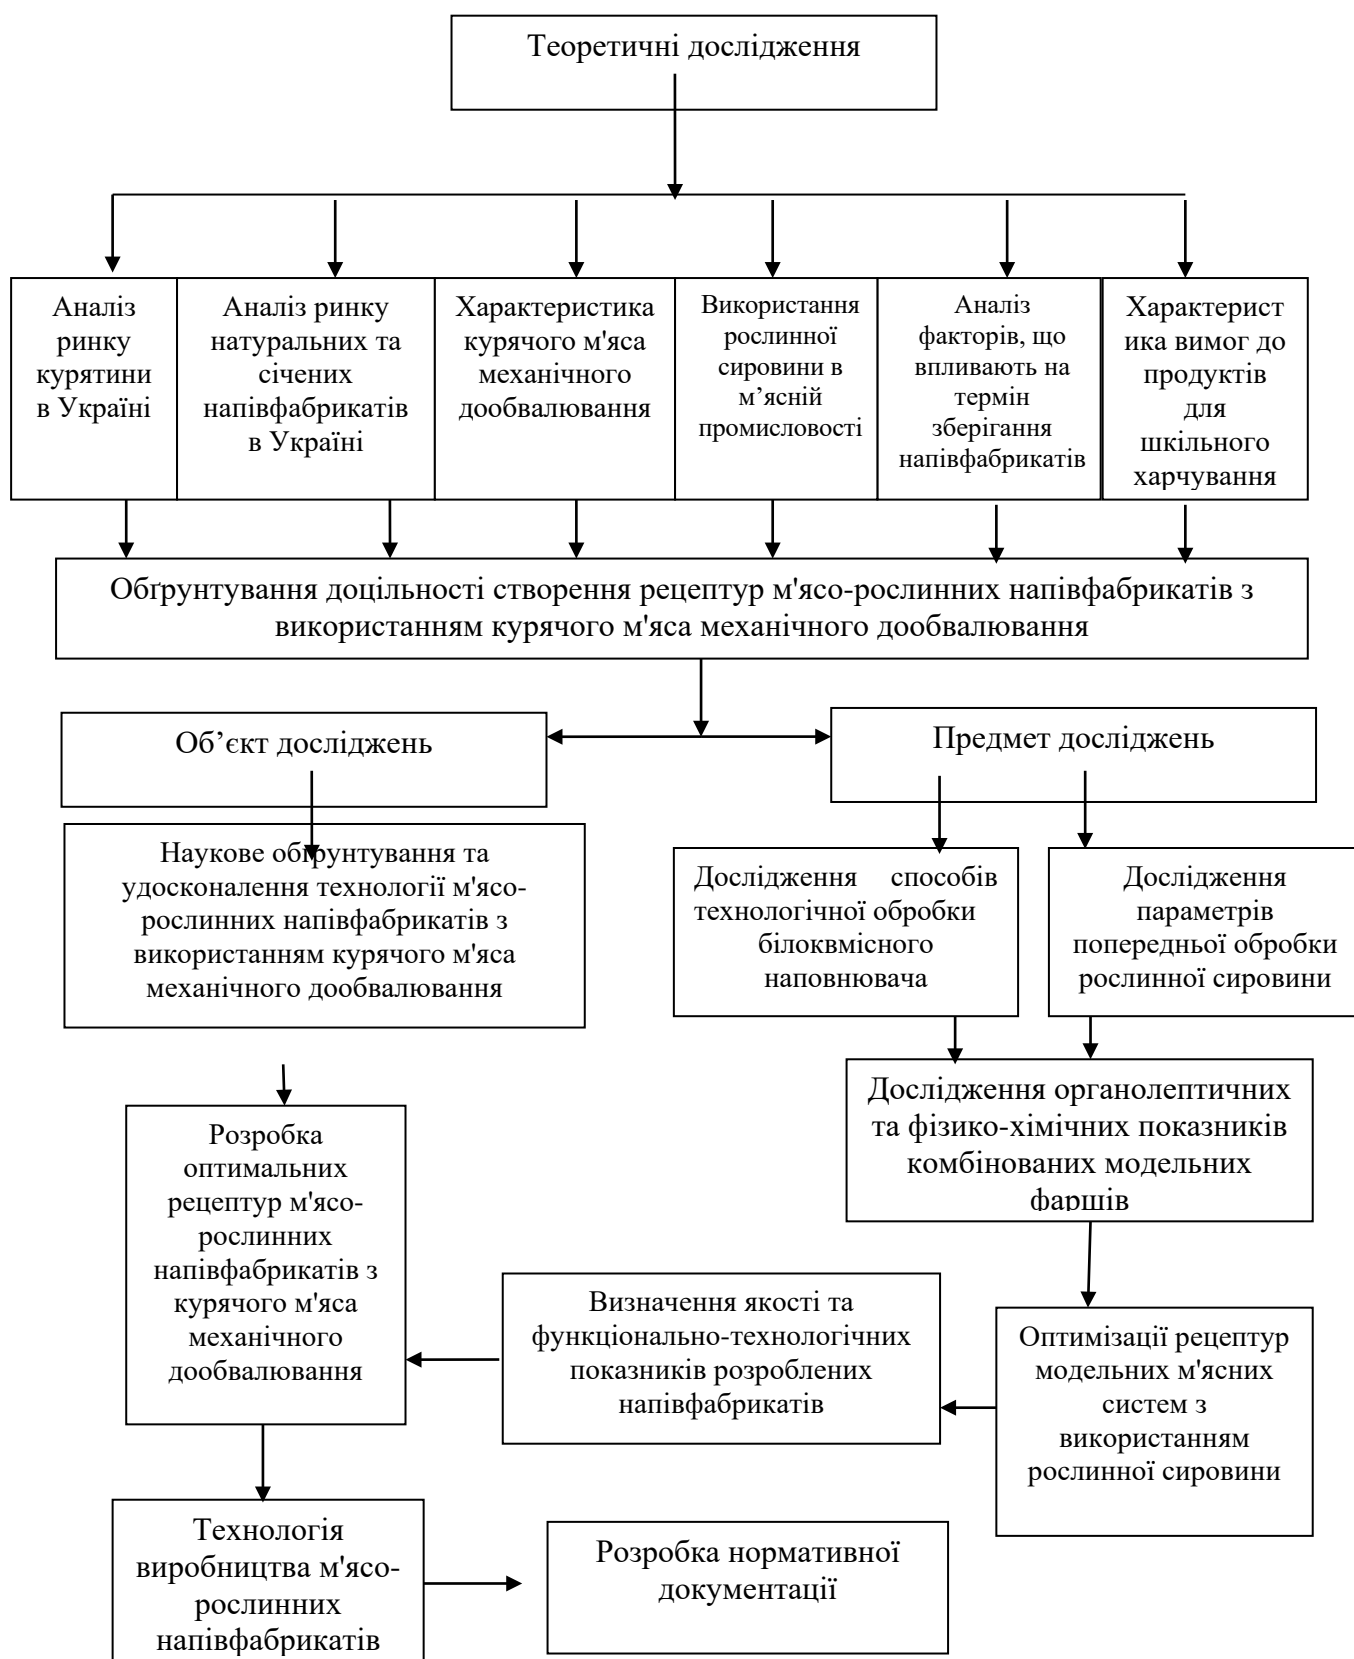 Теоретичні дослідження
Аналіз
ринку
курятини
в Україні
Аналіз ринку
натуральних та
січених
напівфабрикатів
в Україні
Характеристика
курячого м'яса
механічного
дообвалювання
Використання
рослинної
сировини в
м’ясній
промисловості
Аналіз
факторів, що
впливають на
термін
зберігання
напівфабрикатів
Характерист
ика вимог до
продуктів
для
шкільного
харчування
Обґрунтування доцільності створення рецептур м'ясо-рослинних напівфабрикатів з
використанням курячого м'яса механічного дообвалювання
Об’єкт досліджень
Предмет досліджень
Наукове обґрунтування та
удосконалення технології м'ясо-
рослинних напівфабрикатів з
використанням курячого м'яса
механічного дообвалювання
Дослідження способів
технологічної обробки
білоквмісного
наповнювача
Дослідження
параметрів
попередньої обробки
рослинної сировини
Дослідження органолептичних
та фізико-хімічних показників
комбінованих модельних
фаршів
Розробка
оптимальних
рецептур м'ясо-
рослинних
напівфабрикатів з
курячого м'яса
механічного
дообвалювання
Визначення якості та
функціонально-технологічних
показників розроблених
напівфабрикатів
Оптимізації рецептур
модельних м'ясних
систем з
використанням
рослинної сировини
Технологія
виробництва м'ясо-
рослинних
напівфабрикатів
Розробка нормативної
документації